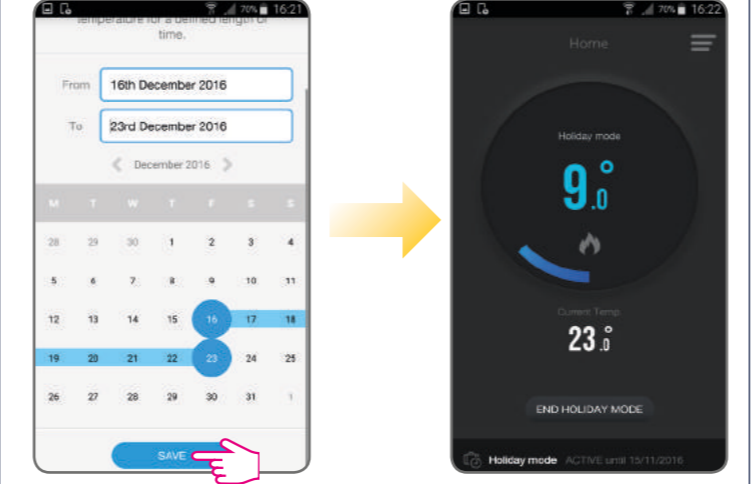 70% 16:21
temperature for a defined length of
time.
From 16th December 2016
To 23rd December 2016
December 2016
M T W T F S S
28 29 30 1 2 3 4
5 6 7 8 9 10 11
12 13 14 15 16 17 18
19 20 21 22 23 24 25
26 27 28 29 30 31 1
SAVE
70% 16:22
Home
Holiday mode
9.0°
Current Temp
23.0°
END HOLIDAY MODE
Holiday mode ACTIVE until 15/11/2016